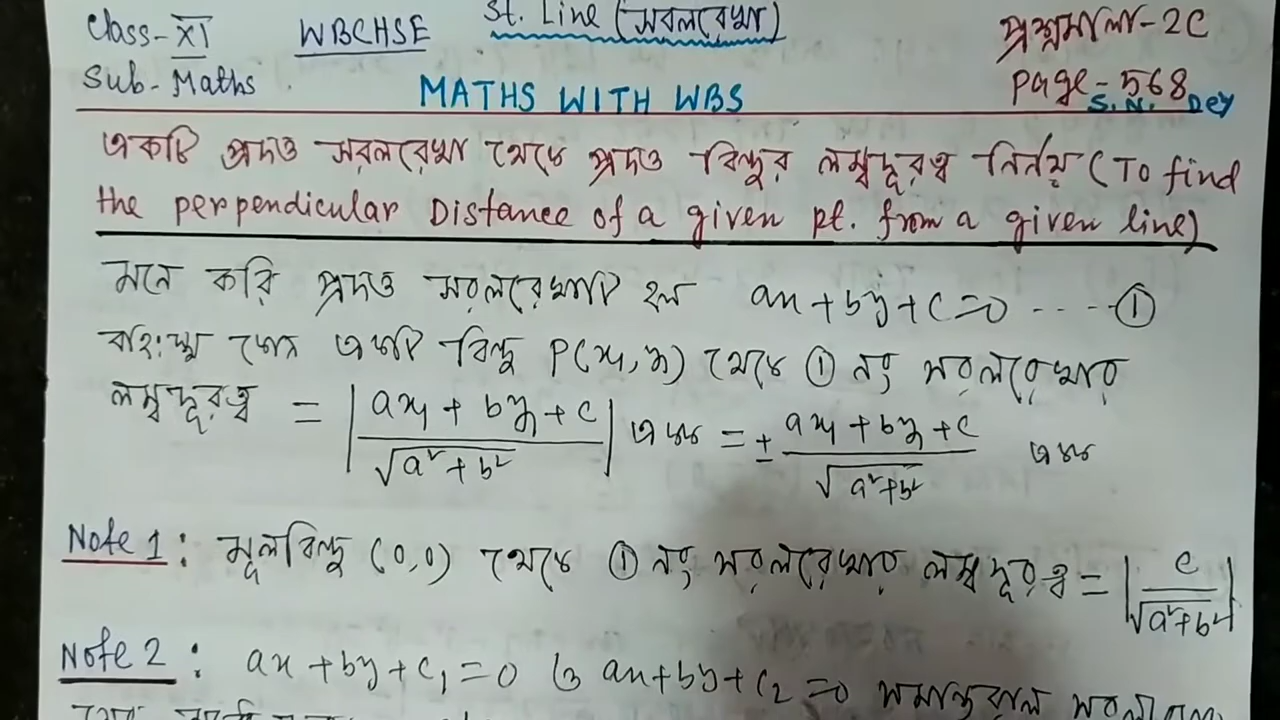 Class-XI WBCHSE St. Line (সরলরেখা) প্রশ্নমালা-2C
Sub-Maths MATHS WITH WBS Page-568
S.N. Dey
একটি প্রদত্ত সরলরেখা থেকে প্রদত্ত বিন্দুর লম্বদূরত্ব নির্ণয় (To find
the perpendicular Distance of a given pt. from a given line)
মনে করি প্রদত্ত সরলরেখাটি হল ax+by+c=0 ---- ①
বহিঃস্থ কোন একটি বিন্দু P(x₁,y₁) থেকে ① নং সরলরেখার
লম্বদূরত্ব = |(ax₁+by₁+c)/√(a²+b²)| একক = ± (ax₁+by₁+c)/√(a²+b²) একক
Note 1: মূলবিন্দু (0,0) থেকে ① নং সরলরেখার লম্বদূরত্ব = |c/√(a²+b²)|
Note 2: ax+by+c₁=0 ও ax+by+c₂=0 সমান্তরাল